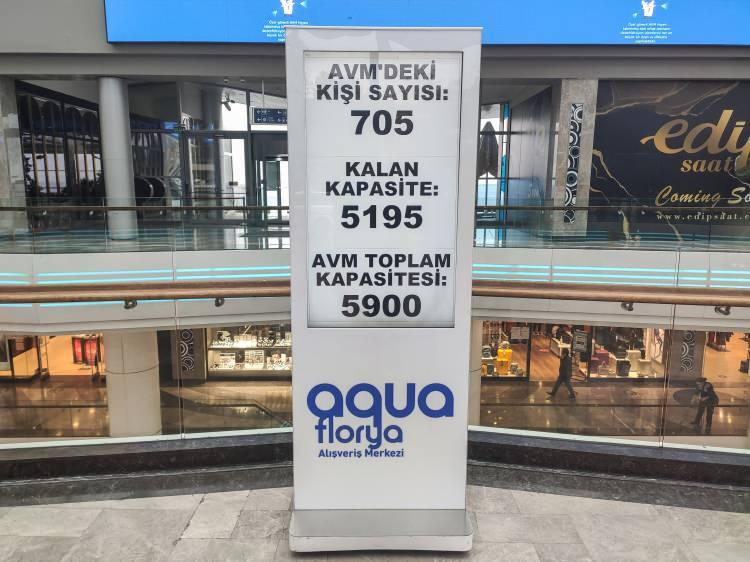 AVM'DEKİ
KİŞİ SAYISI:
705
KALAN
KAPASİTE:
5195
AVM TOPLAM
KAPASİTESİ:
5900
aqua
florya
Alışveriş Merkezi
edip
saat
Coming So
www.edipsaat.c